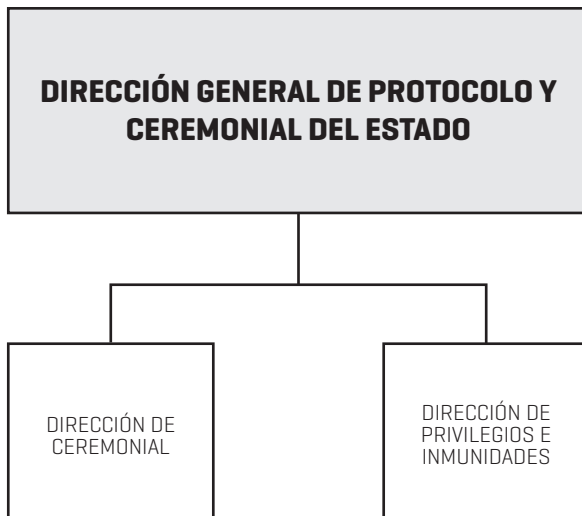 DIRECCIÓN GENERAL DE PROTOCOLO Y
CEREMONIAL DEL ESTADO
DIRECCIÓN DE
CEREMONIAL
DIRECCIÓN DE
PRIVILEGIOS E
INMUNIDADES